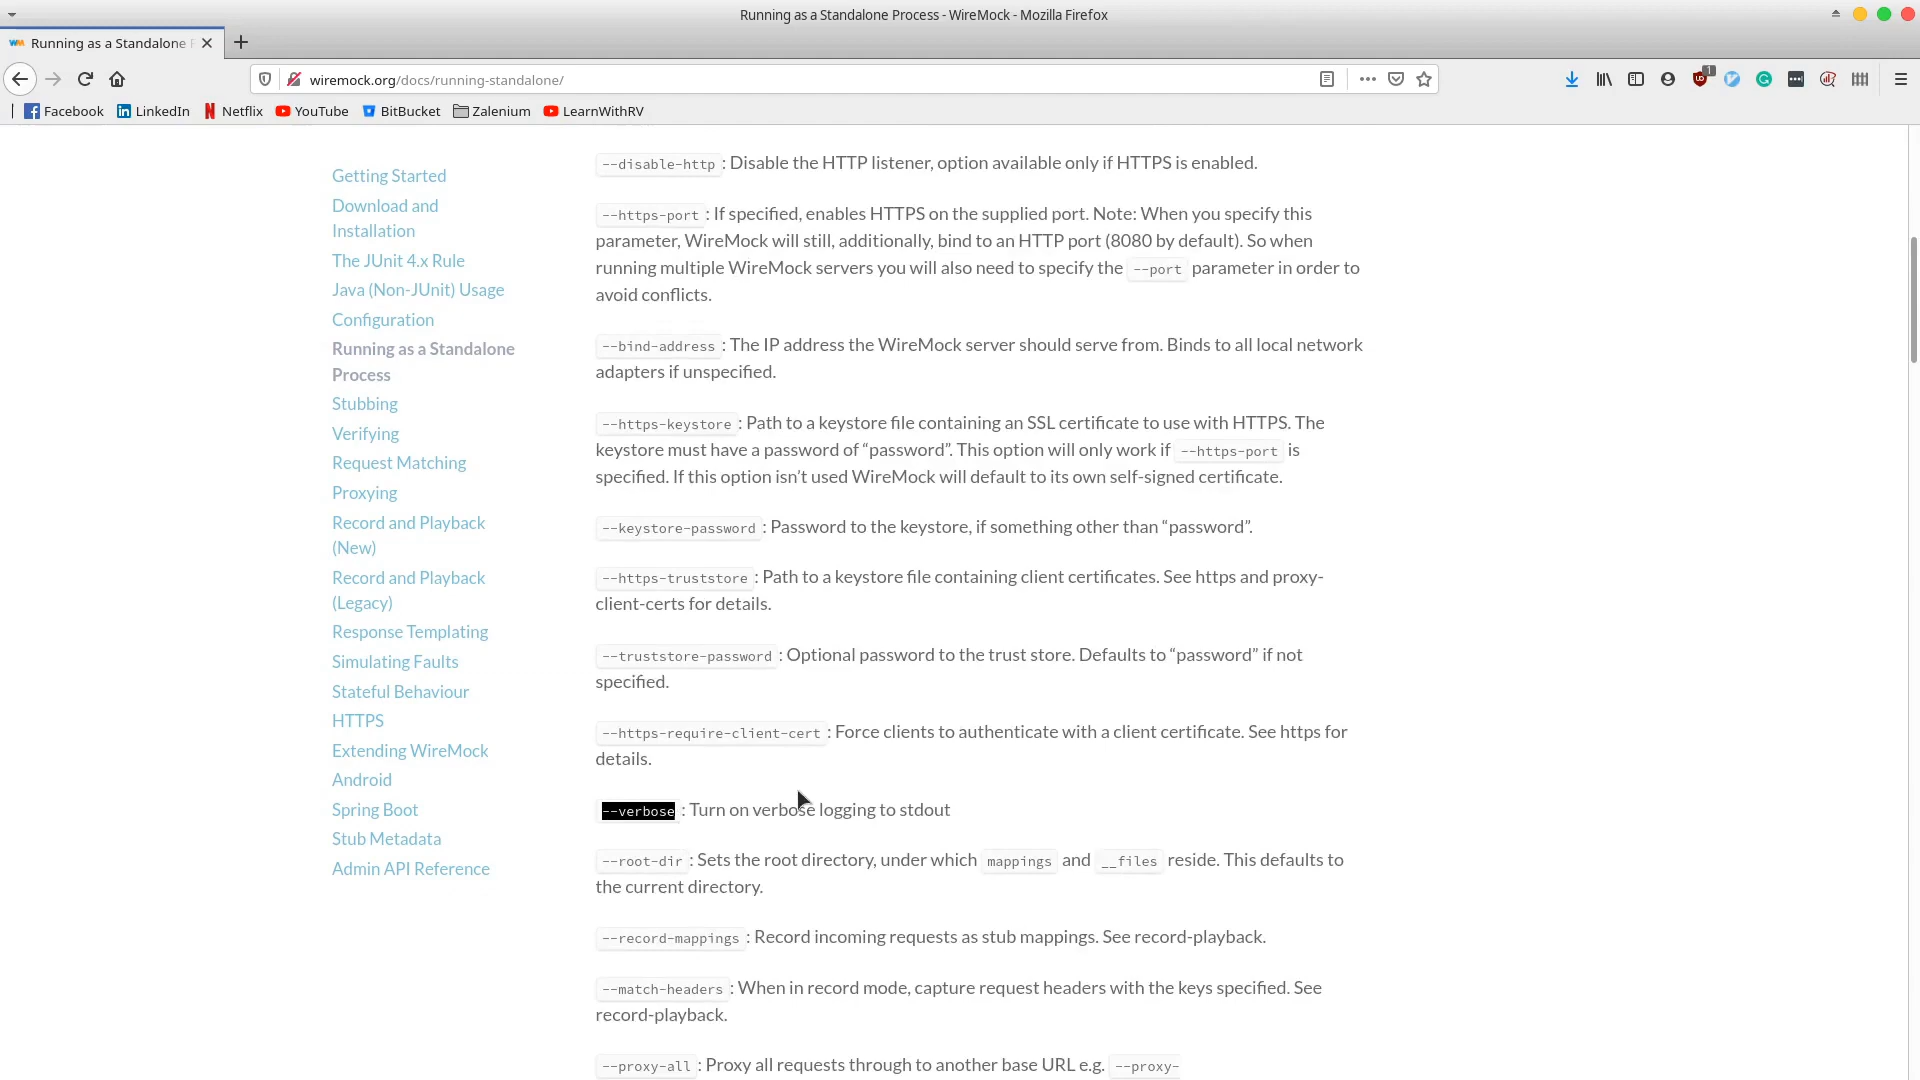 Running as a Standalone Process - WireMock - Mozilla Firefox
Running as a Standalone
wiremock.org/docs/running-standalone/
1
Facebook LinkedIn Netflix YouTube BitBucket Zalenium LearnWithRV
Getting Started
Download and
Installation
The JUnit 4.x Rule
Java (Non-JUnit) Usage
Configuration
Running as a Standalone
Process
Stubbing
Verifying
Request Matching
Proxying
Record and Playback
(New)
Record and Playback
(Legacy)
Response Templating
Simulating Faults
Stateful Behaviour
HTTPS
Extending WireMock
Android
Spring Boot
Stub Metadata
Admin API Reference
--disable-http : Disable the HTTP listener, option available only if HTTPS is enabled.
--https-port : If specified, enables HTTPS on the supplied port. Note: When you specify this
parameter, WireMock will still, additionally, bind to an HTTP port (8080 by default). So when
running multiple WireMock servers you will also need to specify the --port parameter in order to
avoid conflicts.
--bind-address : The IP address the WireMock server should serve from. Binds to all local network
adapters if unspecified.
--https-keystore : Path to a keystore file containing an SSL certificate to use with HTTPS. The
keystore must have a password of “password”. This option will only work if --https-port is
specified. If this option isn’t used WireMock will default to its own self-signed certificate.
--keystore-password : Password to the keystore, if something other than “password”.
--https-truststore : Path to a keystore file containing client certificates. See https and proxy-
client-certs for details.
--truststore-password : Optional password to the trust store. Defaults to “password” if not
specified.
--https-require-client-cert : Force clients to authenticate with a client certificate. See https for
details.
--verbose : Turn on verbose logging to stdout
--root-dir : Sets the root directory, under which mappings and __files reside. This defaults to
the current directory.
--record-mappings : Record incoming requests as stub mappings. See record-playback.
--match-headers : When in record mode, capture request headers with the keys specified. See
record-playback.
--proxy-all : Proxy all requests through to another base URL e.g. --proxy-